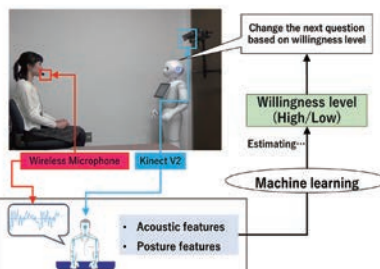 Change the next question
based on willingness level
Willingness level
(High/Low)
Estimating…
Wireless Microphone
Kinect V2
Machine learning
• Acoustic features
• Posture features